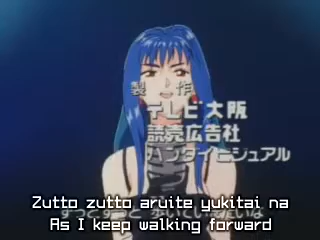 製　作
テレビ大阪
読売広告社
バンダイビジュアル
Zutto zutto aruite yukitai na
As I keep walking forward